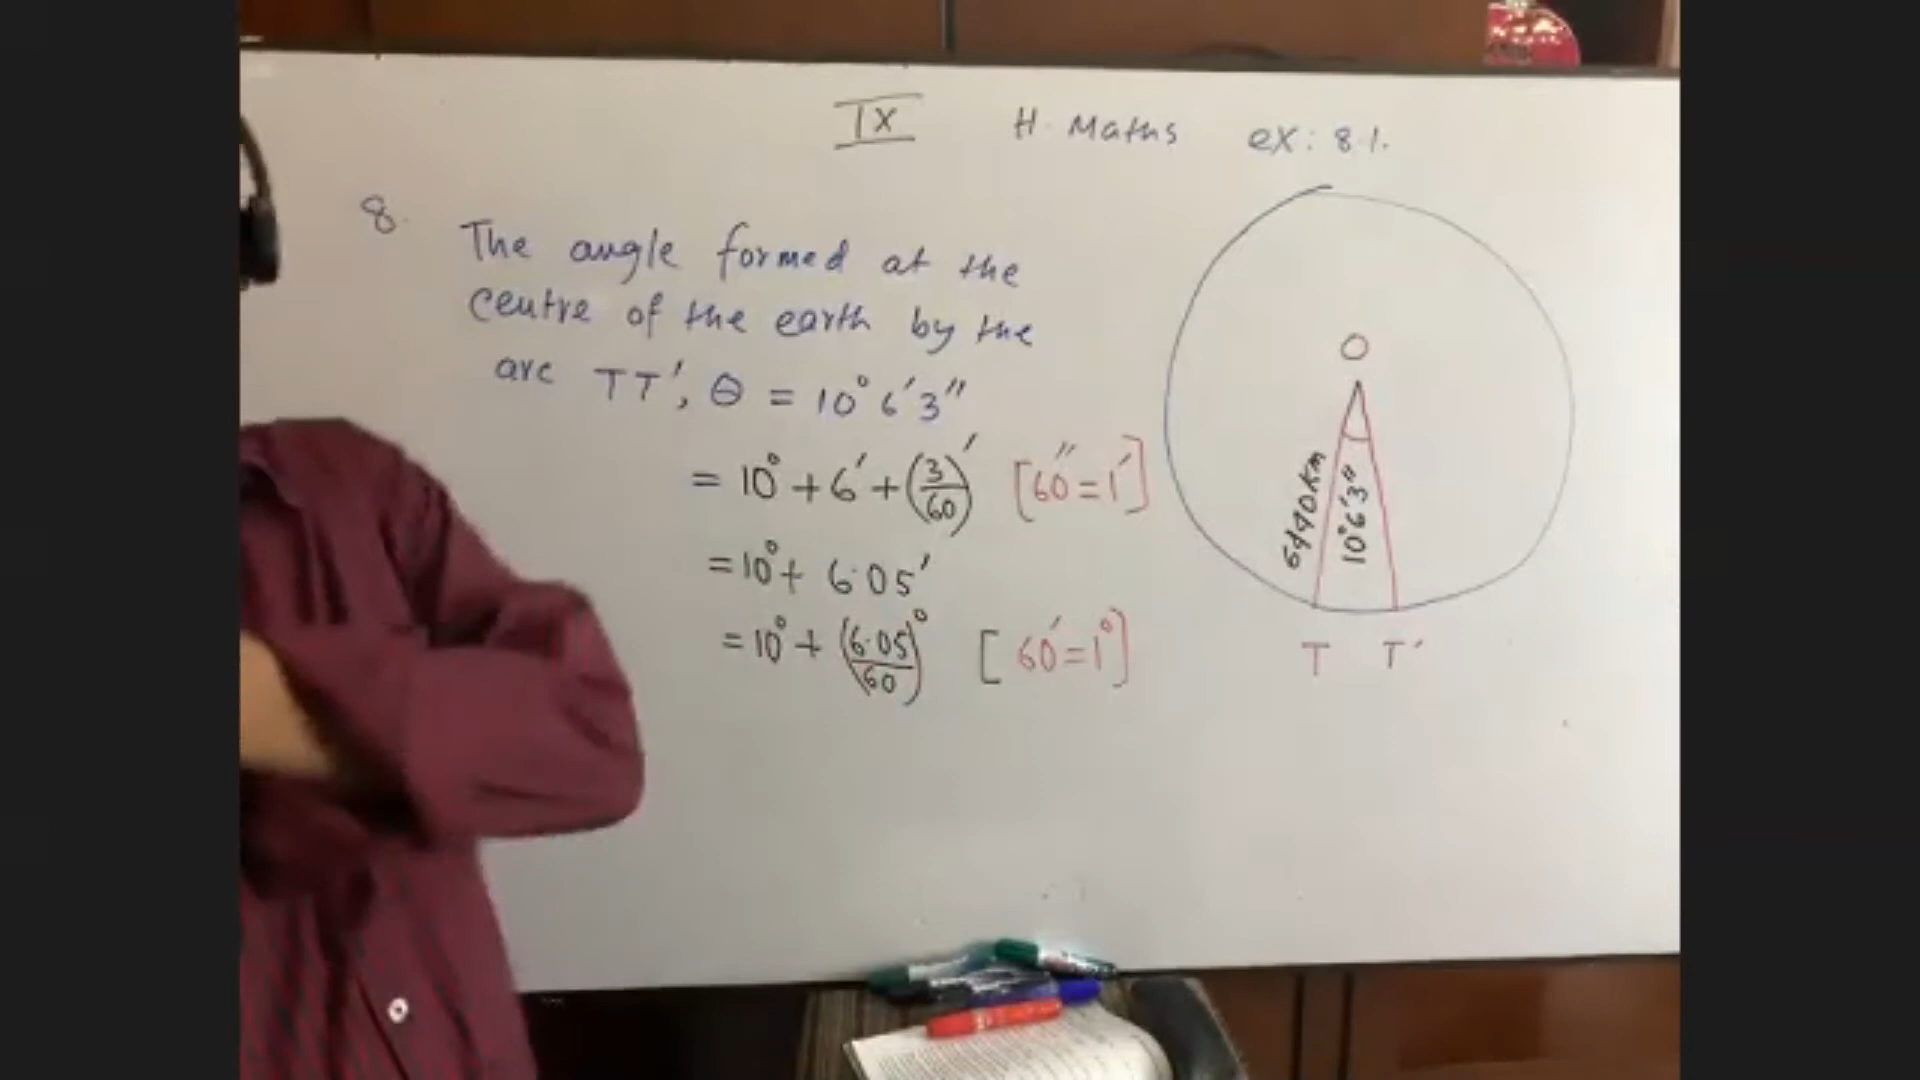 IX H. Maths ex: 8.1.
8. The angle formed at the
centre of the earth by the
arc TT', θ = 10° 6' 3"
= 10° + 6' + (3/60)' [60" = 1']
= 10° + 6.05'
= 10° + (6.05/60)° [60' = 1°]
O
6440 km
10°6'3"
T T'